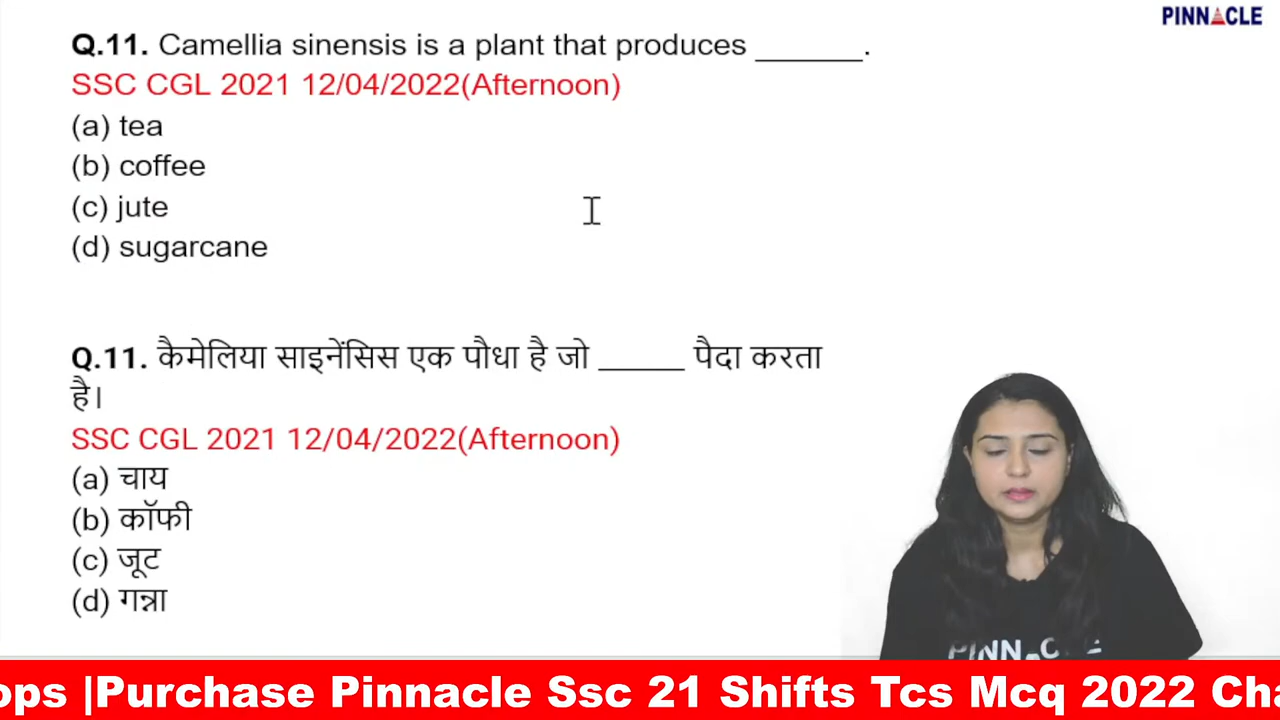 PINNACLE
Q.11. Camellia sinensis is a plant that produces ______.
SSC CGL 2021 12/04/2022(Afternoon)
(a) tea
(b) coffee
(c) jute
(d) sugarcane
Q.11. कैमेलिया साइनेंसिस एक पौधा है जो _____ पैदा करता
है।
SSC CGL 2021 12/04/2022(Afternoon)
(a) चाय
(b) कॉफी
(c) जूट
(d) गन्ना
PINNACLE
ops |Purchase Pinnacle Ssc 21 Shifts Tcs Mcq 2022 Cha